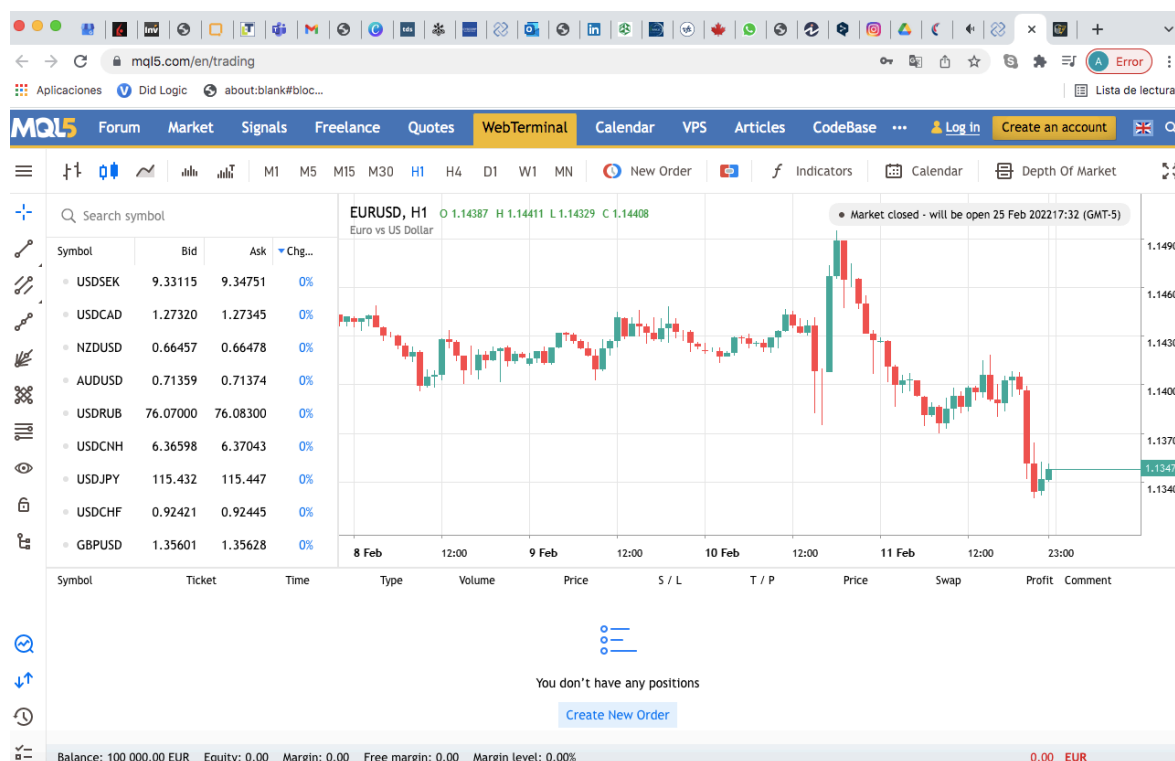 mql5.com/en/trading
A Error
Aplicaciones Did Logic about:blank#bloc... Lista de lectura
MQL5 Forum Market Signals Freelance Quotes WebTerminal Calendar VPS Articles CodeBase ... Log in Create an account
M1 M5 M15 M30 H1 H4 D1 W1 MN New Order f Indicators Calendar Depth Of Market
Search symbol
EURUSD, H1 O 1.14387 H 1.14411 L 1.14329 C 1.14408
Euro vs US Dollar
Market closed - will be open 25 Feb 202217:32 (GMT-5)
Symbol Bid Ask Chg...
USDSEK 9.33115 9.34751 0%
USDCAD 1.27320 1.27345 0%
NZDUSD 0.66457 0.66478 0%
AUDUSD 0.71359 0.71374 0%
USDRUB 76.07000 76.08300 0%
USDCNH 6.36598 6.37043 0%
USDJPY 115.432 115.447 0%
USDCHF 0.92421 0.92445 0%
GBPUSD 1.35601 1.35628 0%
1.1490
1.1460
1.1430
1.1400
1.1370
1.1347
1.1340
8 Feb 12:00 9 Feb 12:00 10 Feb 12:00 11 Feb 12:00 23:00
Symbol Ticket Time Type Volume Price S / L T / P Price Swap Profit Comment
You don't have any positions
Create New Order
Balance: 100 000.00 EUR Equity: 0.00 Margin: 0.00 Free margin: 0.00 Margin level: 0.00% 0.00 EUR